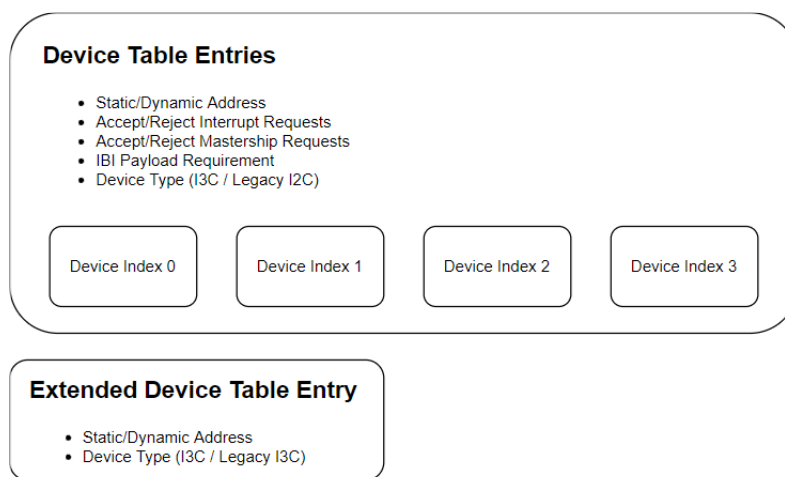 Device Table Entries
Static/Dynamic Address
Accept/Reject Interrupt Requests
Accept/Reject Mastership Requests
IBI Payload Requirement
Device Type (I3C / Legacy I2C)
Device Index 0
Device Index 1
Device Index 2
Device Index 3
Extended Device Table Entry
Static/Dynamic Address
Device Type (I3C / Legacy I3C)